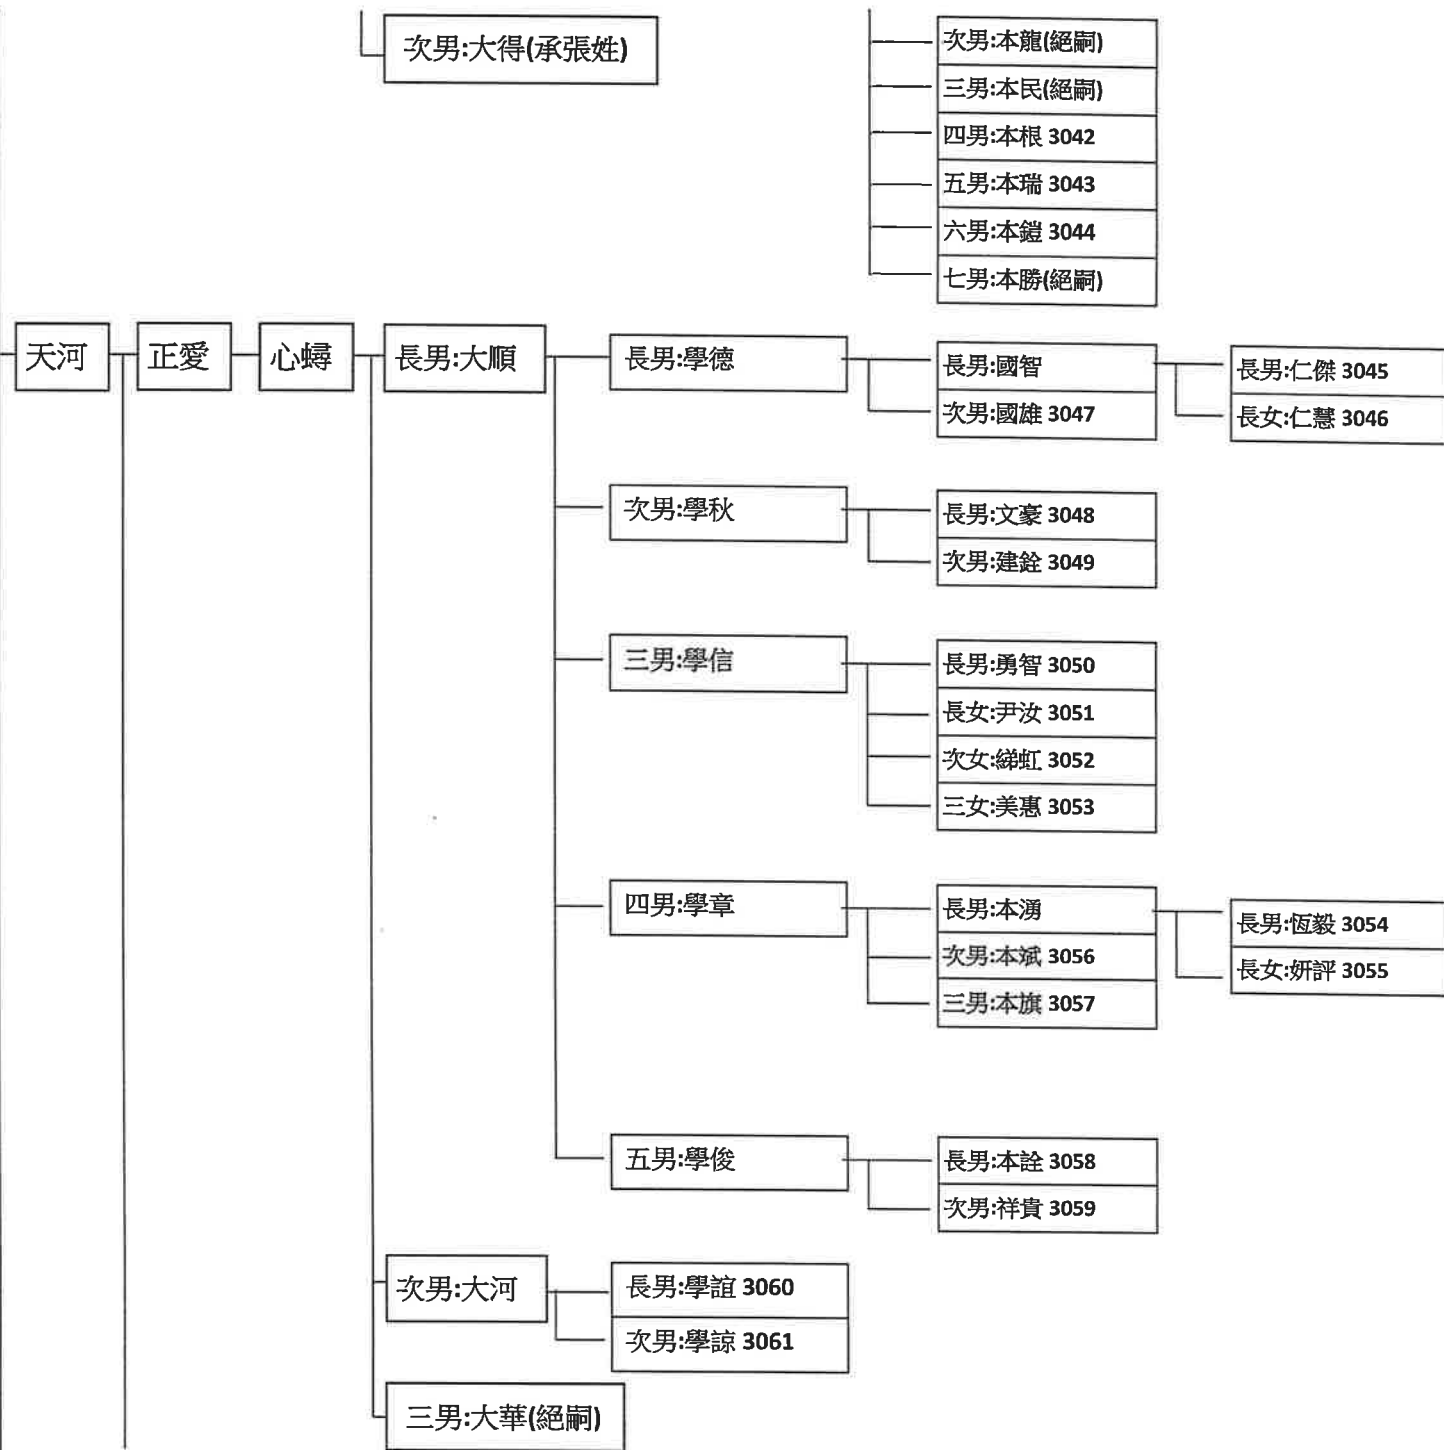 次男:大得(承張姓)
次男:本龍(絕嗣)
三男:本民(絕嗣)
四男:本根 3042
五男:本瑞 3043
六男:本鎧 3044
七男:本勝(絕嗣)
天河
正愛
心蟳
長男:大順
長男:學德
長男:國智
長男:仁傑 3045
長女:仁慧 3046
次男:國雄 3047
次男:學秋
長男:文豪 3048
次男:建銓 3049
三男:學信
長男:勇智 3050
長女:尹汝 3051
次女:綈虹 3052
三女:美惠 3053
四男:學章
長男:本湧
長男:恆毅 3054
長女:妍評 3055
次男:本斌 3056
三男:本旗 3057
五男:學俊
長男:本詮 3058
次男:祥貴 3059
次男:大河
長男:學誼 3060
次男:學諒 3061
三男:大華(絕嗣)